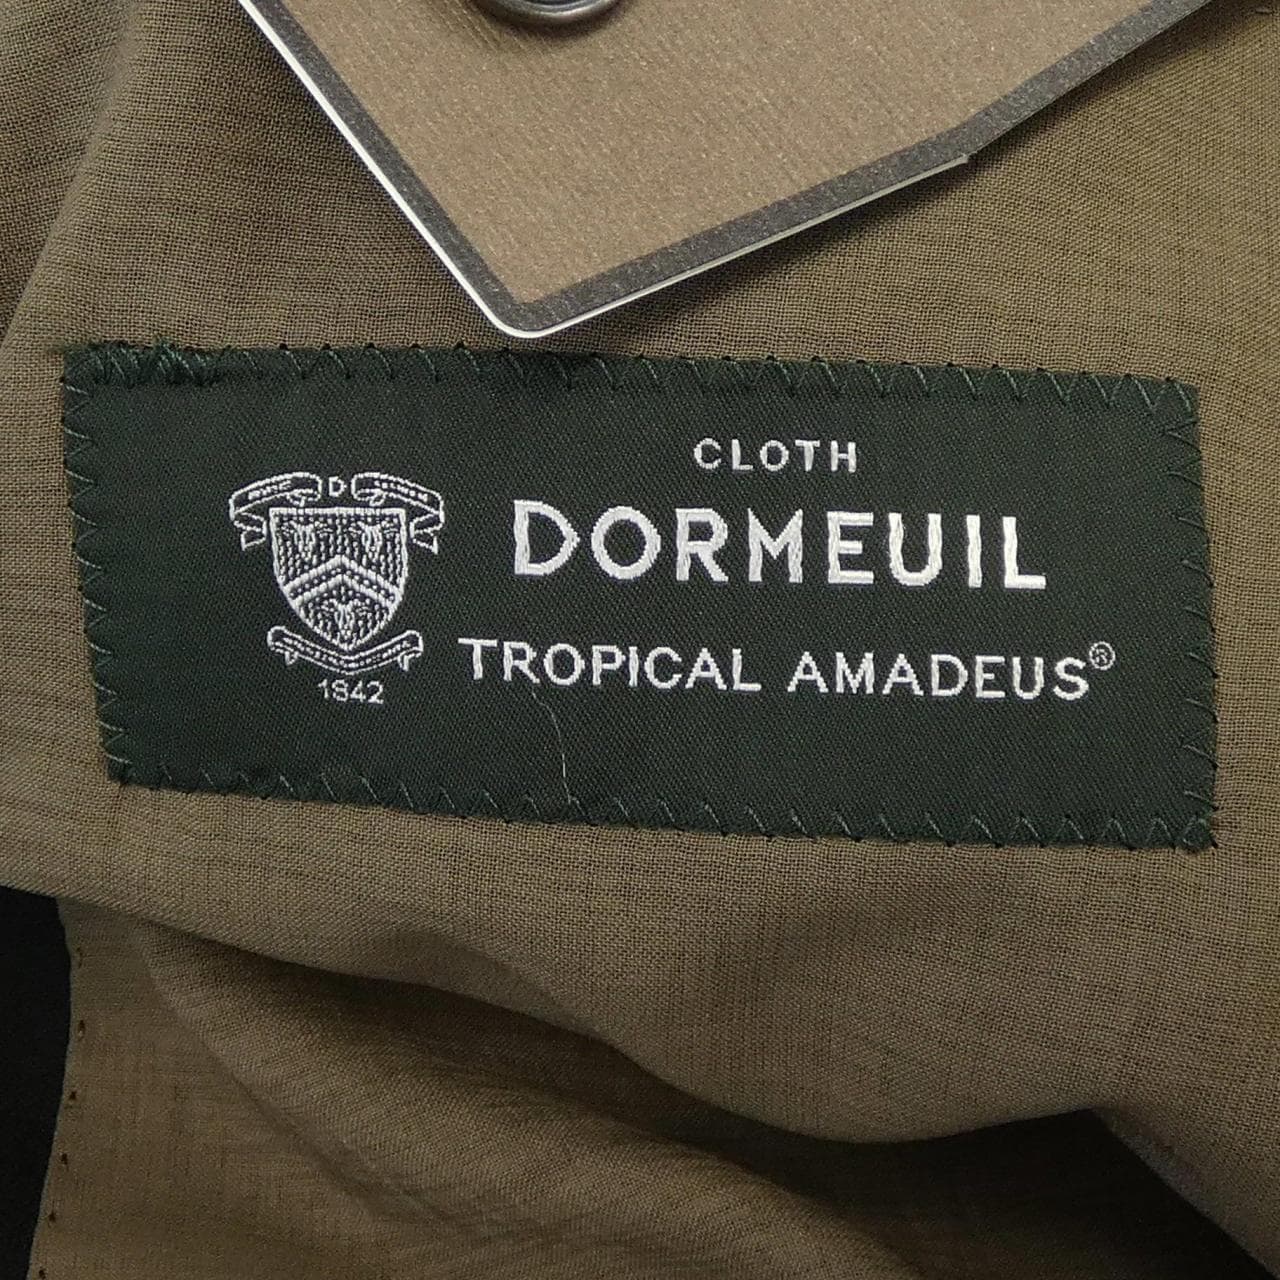 D
1842
CLOTH
DORMEUIL
TROPICAL AMADEUS®